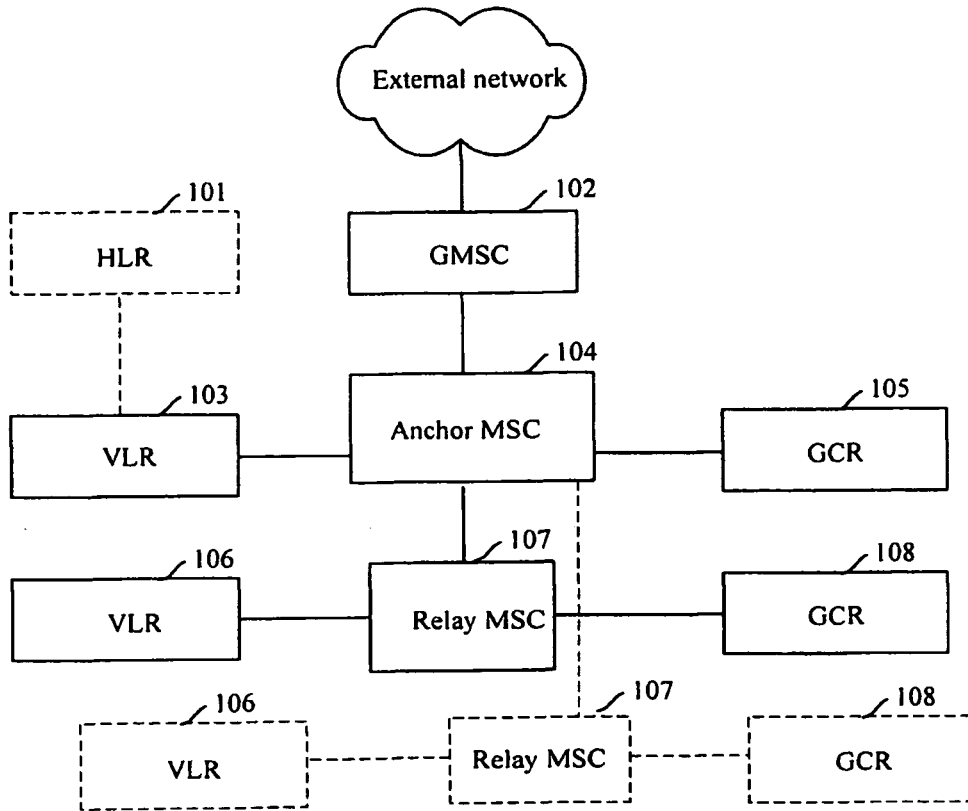 External network
102
GMSC
101
HLR
104
Anchor MSC
103
VLR
105
GCR
107
Relay MSC
106
VLR
108
GCR
107
Relay MSC
106
VLR
108
GCR